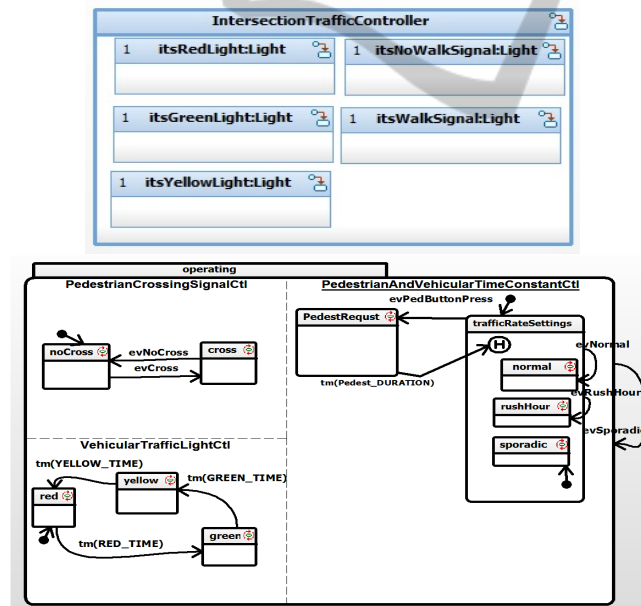 IntersectionTrafficController
1 itsRedLight:Light
1 itsNoWalkSignal:Light
1 itsGreenLight:Light
1 itsWalkSignal:Light
1 itsYellowLight:Light
operating
PedestrianCrossingSignalCtl
noCross
evNoCross
cross
evCross
VehicularTrafficLightCtl
tm(YELLOW_TIME)
yellow
tm(GREEN_TIME)
red
green
tm(RED_TIME)
PedestrianAndVehicularTimeConstantCtl
evPedButtonPress
PedestRequst
trafficRateSettings
H
evNormal
normal
tm(Pedest_DURATION)
evRushHour
rushHour
evSporadic
sporadic